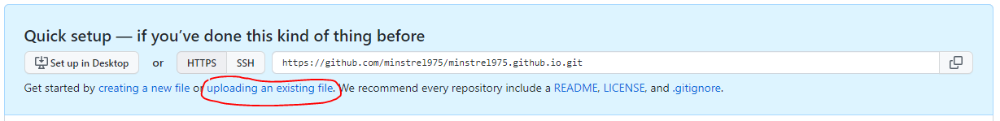 Quick setup — if you've done this kind of thing before
Set up in Desktop or HTTPS SSH https://github.com/minstrel975/minstrel975.github.io.git
Get started by creating a new file or uploading an existing file. We recommend every repository include a README, LICENSE, and .gitignore.